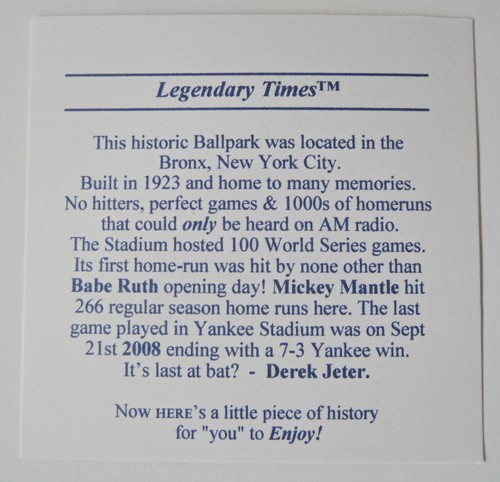 Legendary Times™
This historic Ballpark was located in the
Bronx, New York City.
Built in 1923 and home to many memories.
No hitters, perfect games & 1000s of homeruns
that could only be heard on AM radio.
The Stadium hosted 100 World Series games.
Its first home-run was hit by none other than
Babe Ruth opening day! Mickey Mantle hit
266 regular season home runs here. The last
game played in Yankee Stadium was on Sept
21st 2008 ending with a 7-3 Yankee win.
It's last at bat? - Derek Jeter.
Now HERE's a little piece of history
for "you" to Enjoy!